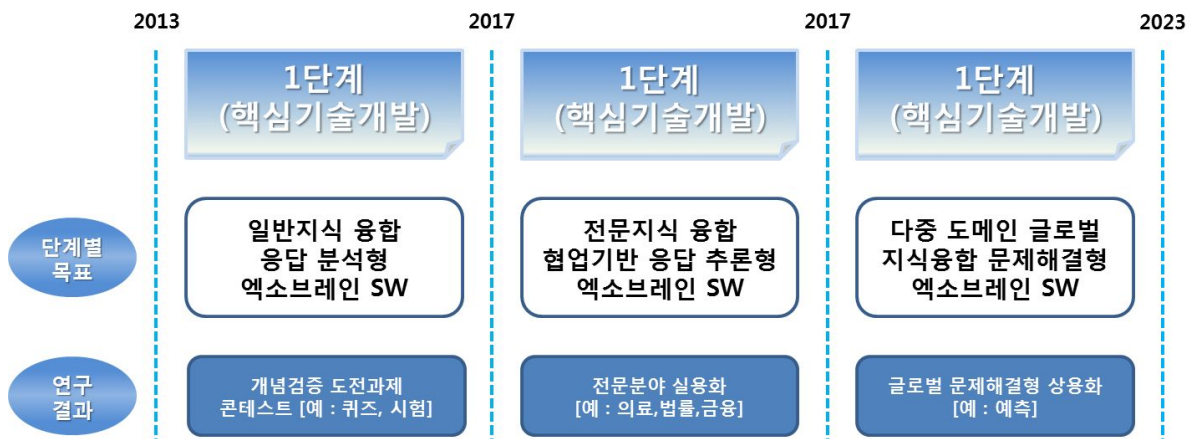 2013
2017
2017
2023
1단계
(핵심기술개발)
1단계
(핵심기술개발)
1단계
(핵심기술개발)
단계별
목표
일반지식 융합
응답 분석형
엑소브레인 SW
전문지식 융합
협업기반 응답 추론형
엑소브레인 SW
다중 도메인 글로벌
지식융합 문제해결형
엑소브레인 SW
연구
결과
개념검증 도전과제
콘테스트 [예 : 퀴즈, 시험]
전문분야 실용화
[예 : 의료,법률,금융]
글로벌 문제해결형 상용화
[예 : 예측]